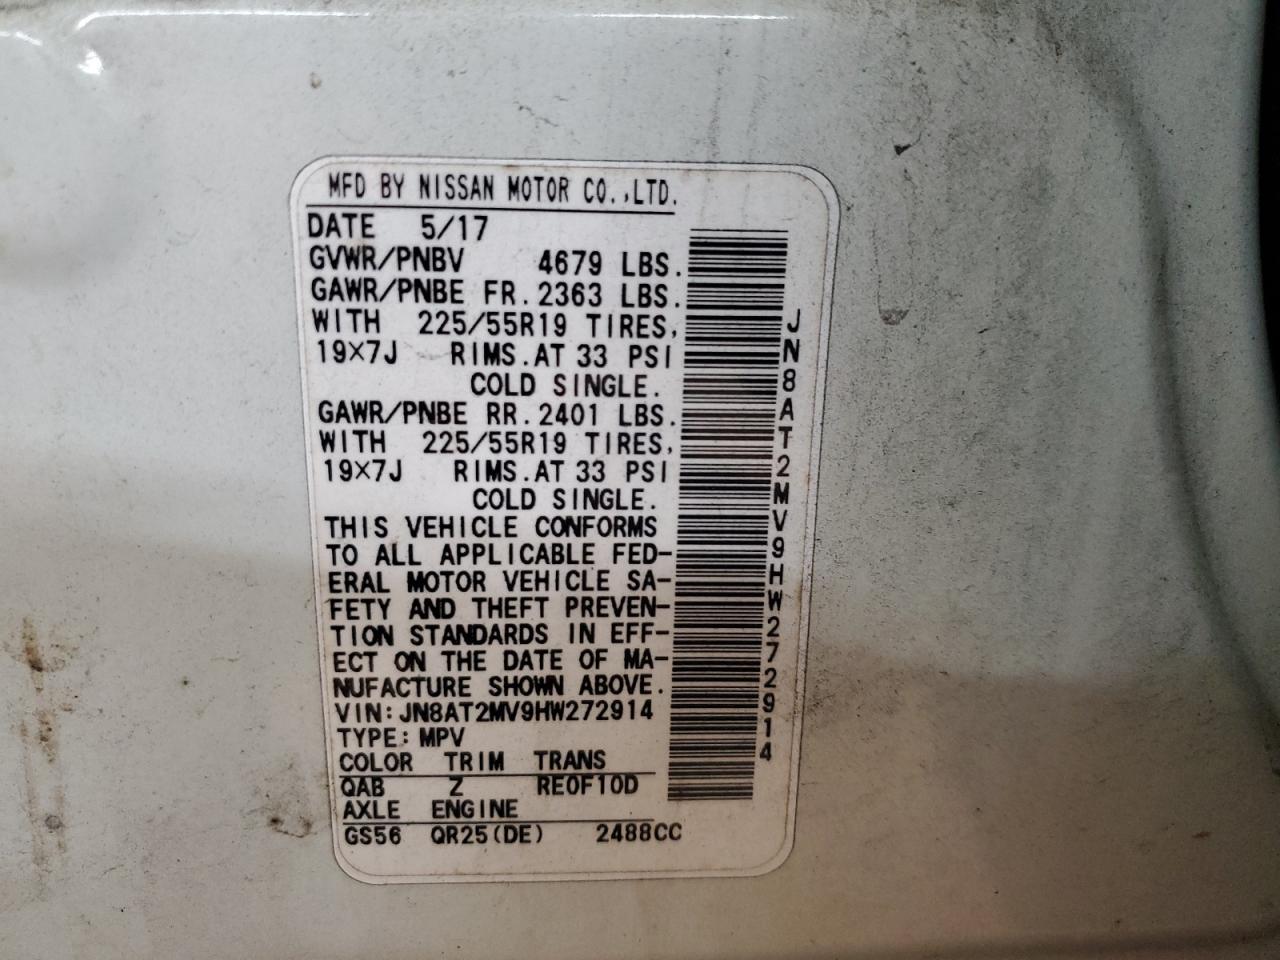 MFD BY NISSAN MOTOR CO.,LTD.
DATE 5/17
GVWR/PNBV 4679 LBS.
GAWR/PNBE FR.2363 LBS.
WITH 225/55R19 TIRES,
19×7J RIMS.AT 33 PSI
COLD SINGLE.
GAWR/PNBE RR.2401 LBS.
WITH 225/55R19 TIRES,
19×7J RIMS.AT 33 PSI
COLD SINGLE.
THIS VEHICLE CONFORMS
TO ALL APPLICABLE FED-
ERAL MOTOR VEHICLE SA-
FETY AND THEFT PREVEN-
TION STANDARDS IN EFF-
ECT ON THE DATE OF MA-
NUFACTURE SHOWN ABOVE.
VIN:JN8AT2MV9HW272914
TYPE:MPV
COLOR TRIM TRANS
QAB Z RE0F10D
AXLE ENGINE
GS56 QR25(DE) 2488CC
JN8AT2MV9HW272914